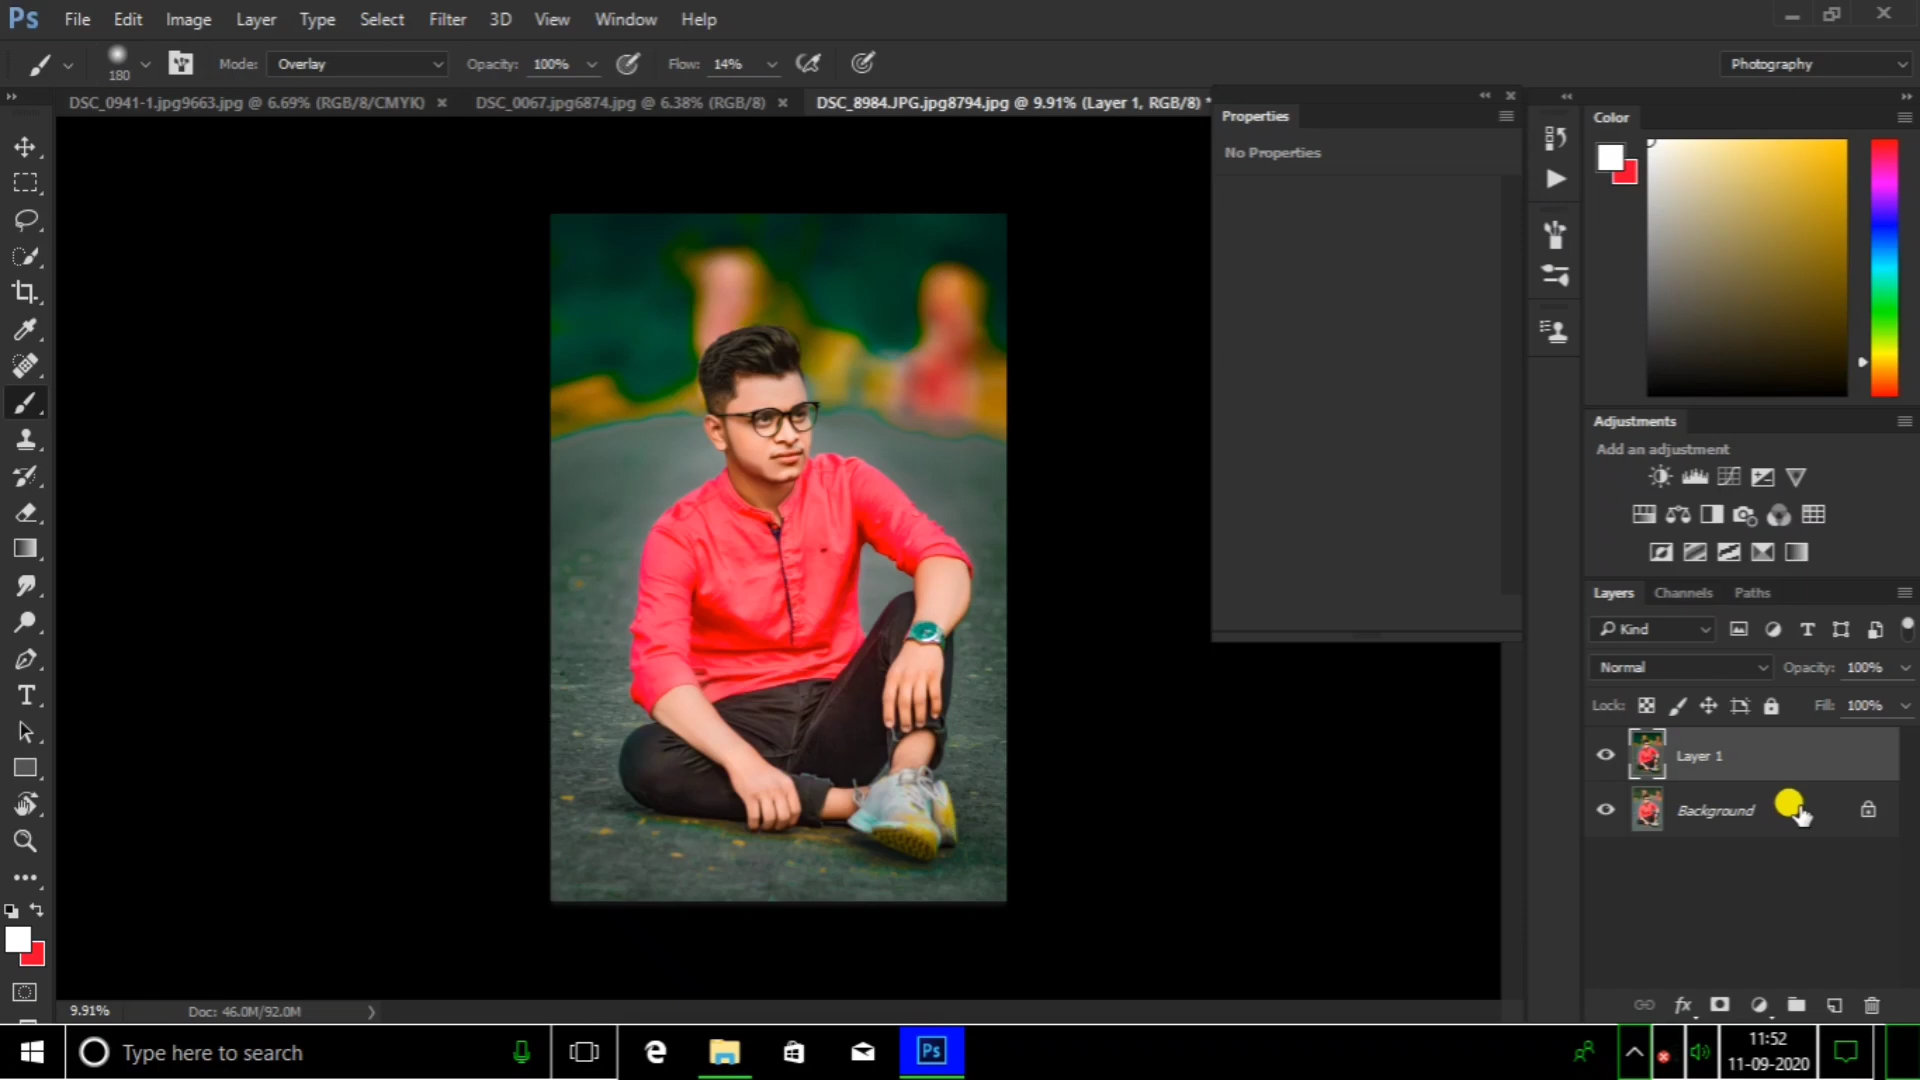 Ps File Edit Image Layer Type Select Filter 3D View Window Help
180 Mode: Overlay Opacity: 100% Flow: 14% Photography
DSC_0941-1.jpg9663.jpg @ 6.69% (RGB/8/CMYK) DSC_0067.jpg6874.jpg @ 6.38% (RGB/8) DSC_8984.JPG.jpg8794.jpg @ 9.91% (Layer 1, RGB/8) *
Properties
No Properties
Color
Adjustments
Add an adjustment
Layers Channels Paths
Kind
Normal Opacity: 100%
Lock: Fill: 100%
Layer 1
Background
9.91% Doc: 46.0M/92.0M
Type here to search
Ps
11:52
11-09-2020